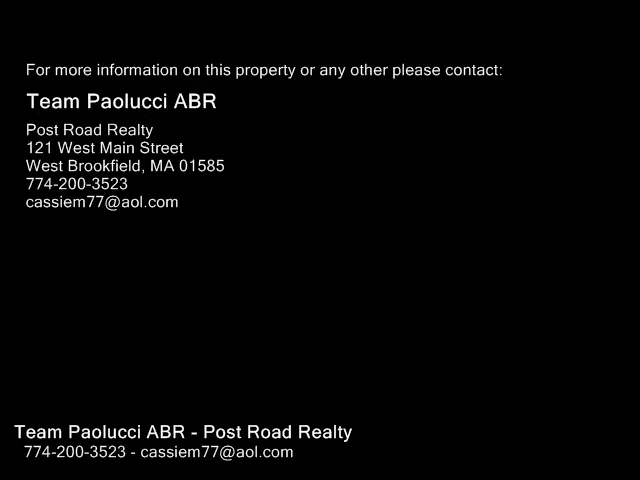 For more information on this property or any other please contact:
Team Paolucci ABR
Post Road Realty
121 West Main Street
West Brookfield, MA 01585
774-200-3523
cassiem77@aol.com
Team Paolucci ABR - Post Road Realty
774-200-3523 - cassiem77@aol.com